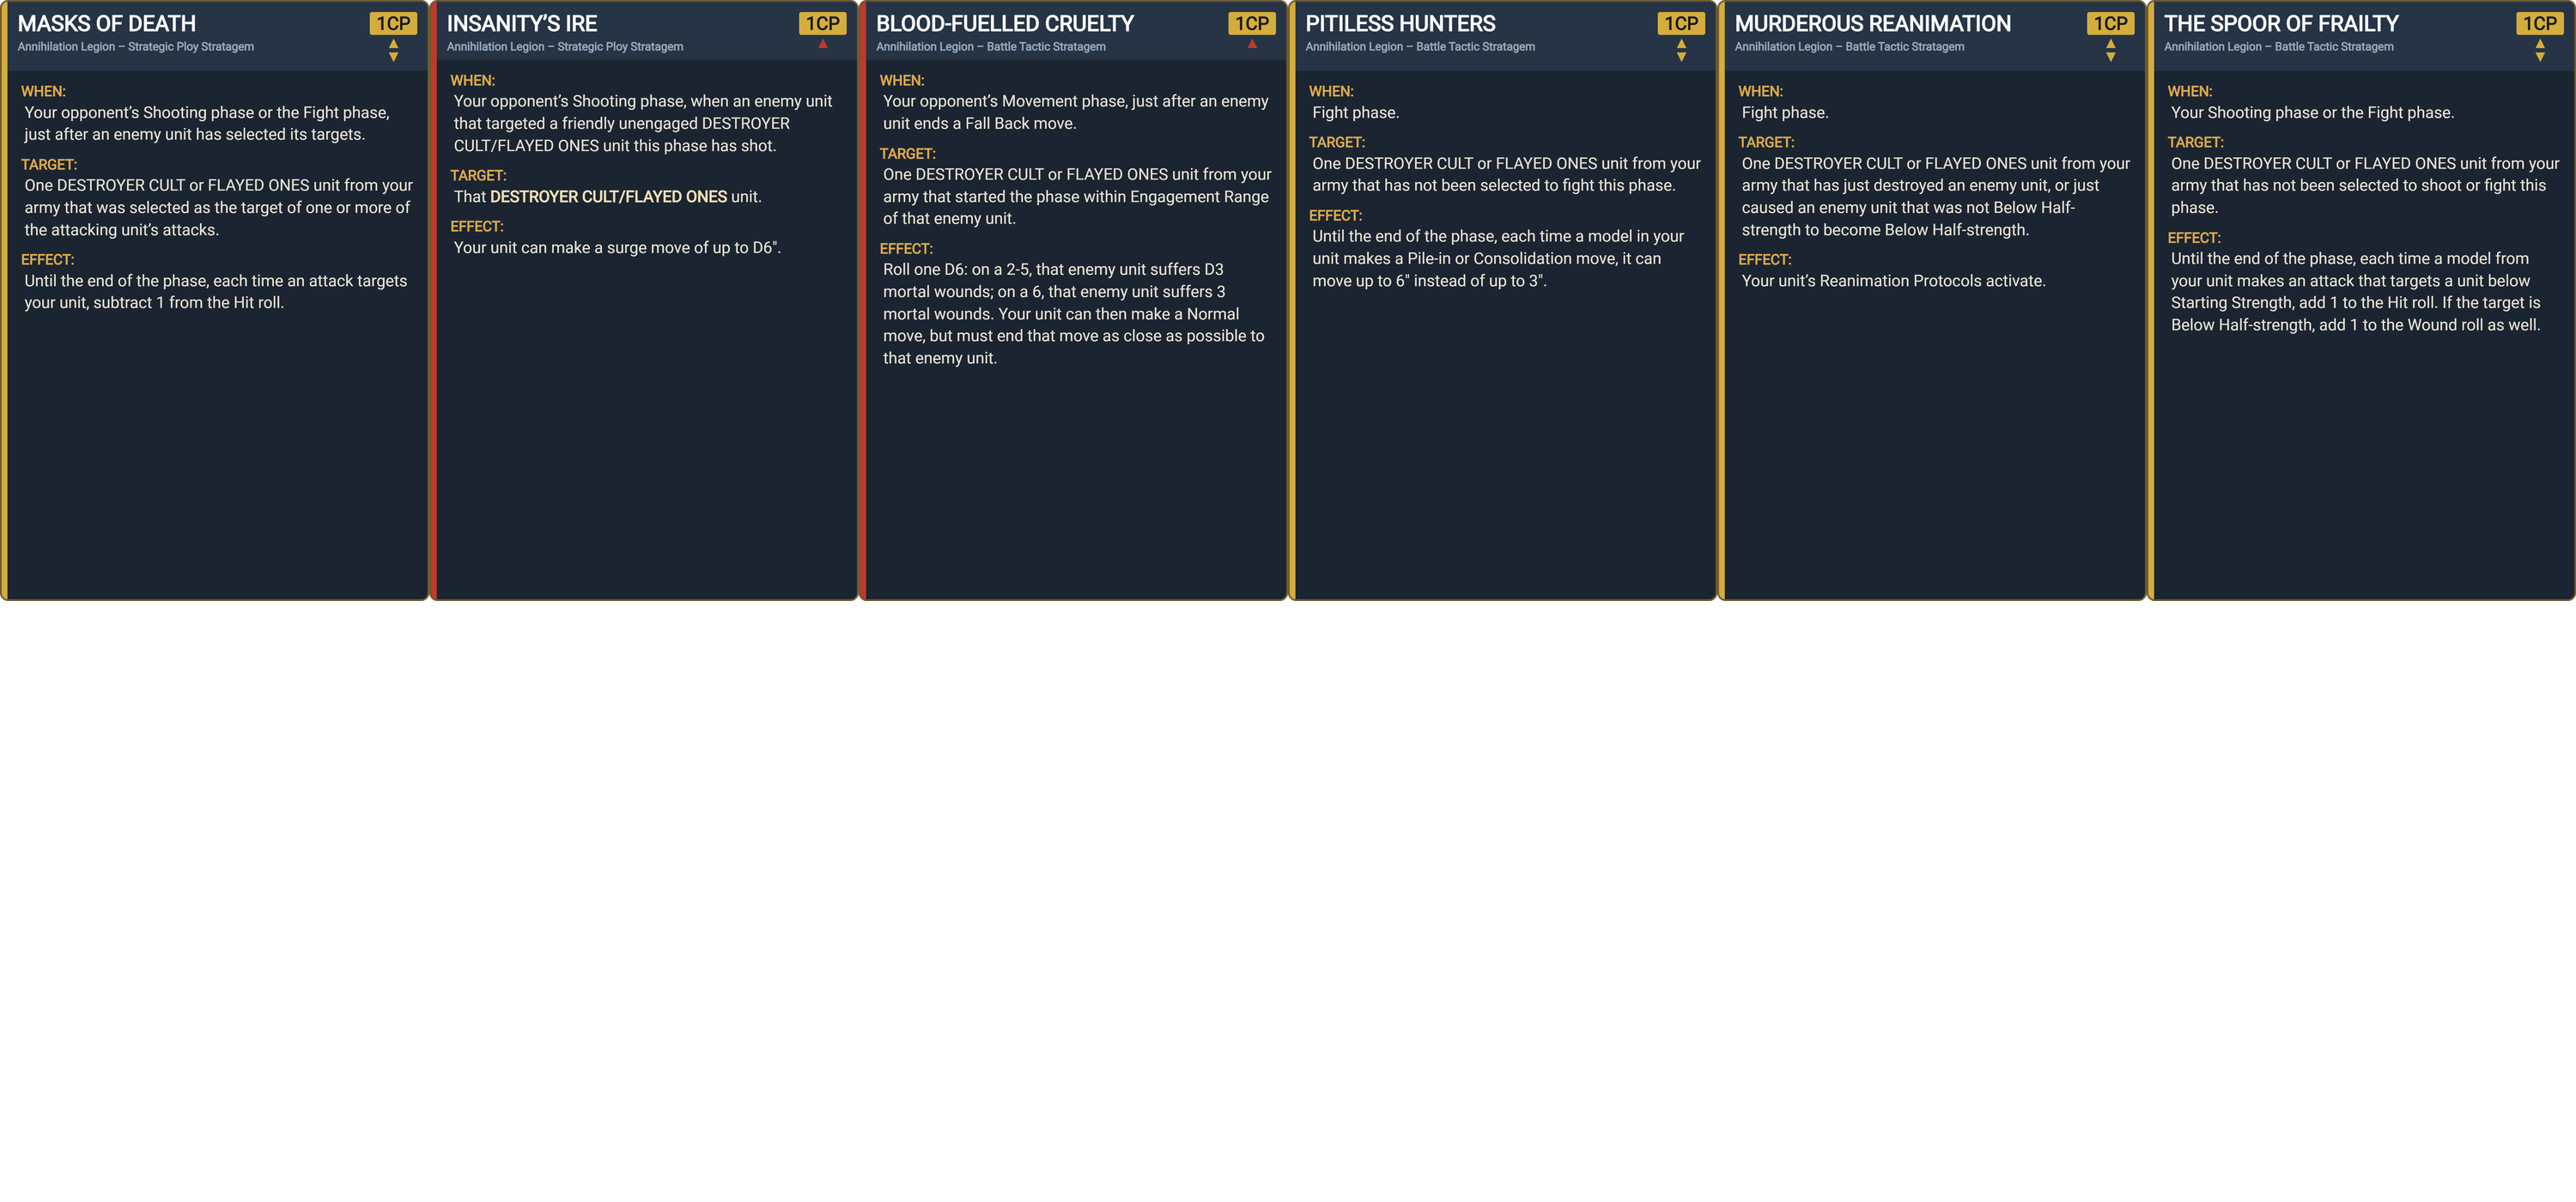 MASKS OF DEATH
1CP
Annihilation Legion – Strategic Ploy Stratagem
WHEN:
Your opponent’s Shooting phase or the Fight phase,
just after an enemy unit has selected its targets.
TARGET:
One DESTROYER CULT or FLAYED ONES unit from your
army that was selected as the target of one or more of
the attacking unit’s attacks.
EFFECT:
Until the end of the phase, each time an attack targets
your unit, subtract 1 from the Hit roll.
INSANITY’S IRE
1CP
Annihilation Legion – Strategic Ploy Stratagem
WHEN:
Your opponent’s Shooting phase, when an enemy unit
that targeted a friendly unengaged DESTROYER
CULT/FLAYED ONES unit this phase has shot.
TARGET:
That DESTROYER CULT/FLAYED ONES unit.
EFFECT:
Your unit can make a surge move of up to D6".
BLOOD-FUELLED CRUELTY
1CP
Annihilation Legion – Battle Tactic Stratagem
WHEN:
Your opponent’s Movement phase, just after an enemy
unit ends a Fall Back move.
TARGET:
One DESTROYER CULT or FLAYED ONES unit from your
army that started the phase within Engagement Range
of that enemy unit.
EFFECT:
Roll one D6: on a 2-5, that enemy unit suffers D3
mortal wounds; on a 6, that enemy unit suffers 3
mortal wounds. Your unit can then make a Normal
move, but must end that move as close as possible to
that enemy unit.
PITILESS HUNTERS
1CP
Annihilation Legion – Battle Tactic Stratagem
WHEN:
Fight phase.
TARGET:
One DESTROYER CULT or FLAYED ONES unit from your
army that has not been selected to fight this phase.
EFFECT:
Until the end of the phase, each time a model in your
unit makes a Pile-in or Consolidation move, it can
move up to 6" instead of up to 3".
MURDEROUS REANIMATION
1CP
Annihilation Legion – Battle Tactic Stratagem
WHEN:
Fight phase.
TARGET:
One DESTROYER CULT or FLAYED ONES unit from your
army that has just destroyed an enemy unit, or just
caused an enemy unit that was not Below Half-
strength to become Below Half-strength.
EFFECT:
Your unit’s Reanimation Protocols activate.
THE SPOOR OF FRAILTY
1CP
Annihilation Legion – Battle Tactic Stratagem
WHEN:
Your Shooting phase or the Fight phase.
TARGET:
One DESTROYER CULT or FLAYED ONES unit from your
army that has not been selected to shoot or fight this
phase.
EFFECT:
Until the end of the phase, each time a model from
your unit makes an attack that targets a unit below
Starting Strength, add 1 to the Hit roll. If the target is
Below Half-strength, add 1 to the Wound roll as well.